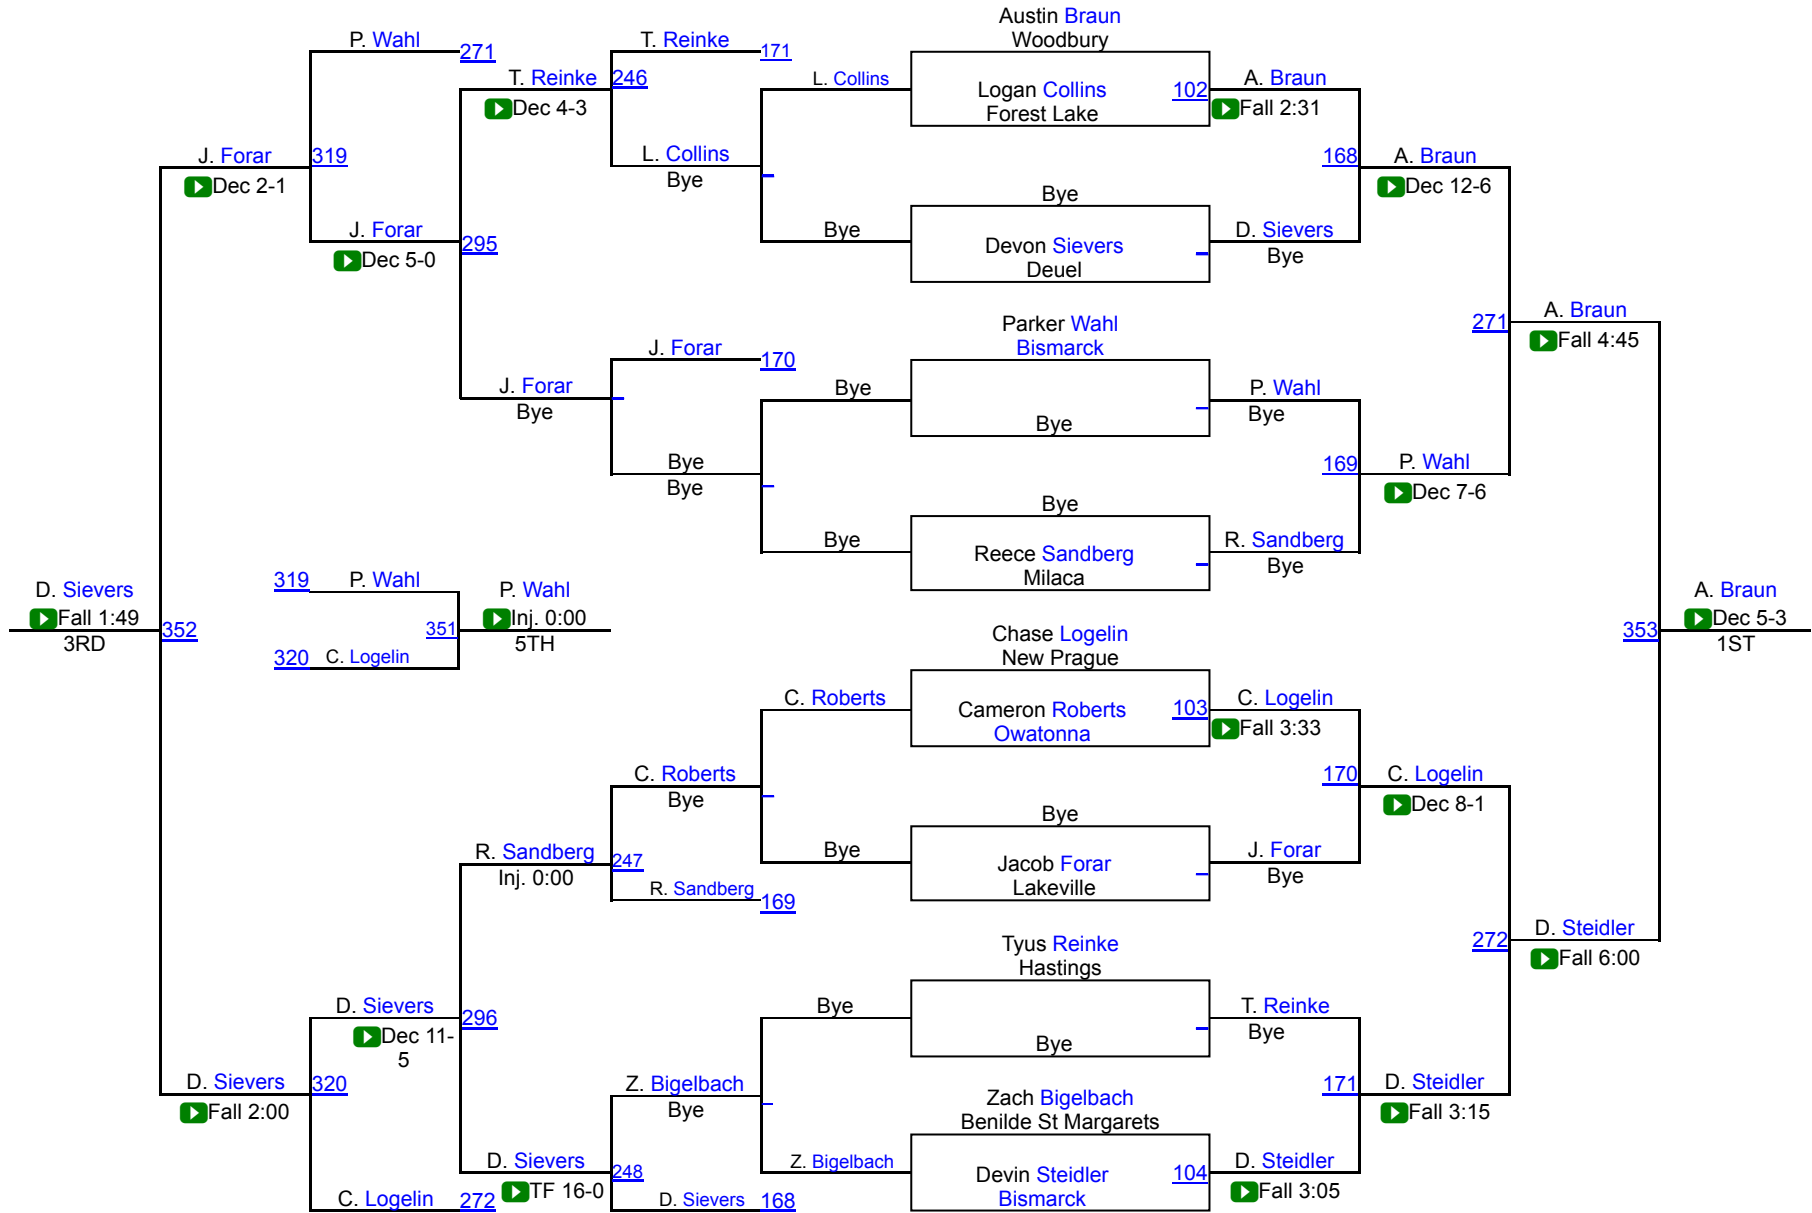 Austin Braun
Woodbury
P. Wahl
271
T. Reinke
171
T. Reinke
246
L. Collins
Logan Collins
102
A. Braun
Dec 4-3
Forest Lake
Fall 2:31
J. Forar
319
L. Collins
168
A. Braun
Dec 2-1
Bye
Bye
Dec 12-6
J. Forar
295
Bye
Devon Sievers
D. Sievers
Dec 5-0
Deuel
Bye
A. Braun
Parker Wahl
271
J. Forar
170
Bismarck
Fall 4:45
J. Forar
Bye
P. Wahl
Bye
Bye
Bye
Bye
169
P. Wahl
Bye
Bye
Dec 7-6
Bye
Reece Sandberg
R. Sandberg
Milaca
Bye
D. Sievers
319
P. Wahl
P. Wahl
A. Braun
Fall 1:49
352
351
Inj. 0:00
353
Dec 5-3
3RD
5TH
1ST
320
C. Logelin
Chase Logelin
New Prague
C. Roberts
Cameron Roberts
103
C. Logelin
Owatonna
Fall 3:33
C. Roberts
170
C. Logelin
Bye
Bye
Dec 8-1
R. Sandberg
247
Bye
Jacob Forar
J. Forar
Inj. 0:00
R. Sandberg
169
Lakeville
Bye
D. Steidler
Tyus Reinke
272
Hastings
Fall 6:00
D. Sievers
296
Bye
T. Reinke
Dec 11-
5
Bye
Bye
D. Sievers
320
Z. Bigelbach
Zach Bigelbach
171
D. Steidler
Fall 2:00
Bye
Benilde St Margarets
Fall 3:15
D. Sievers
248
Z. Bigelbach
Devin Steidler
104
D. Steidler
C. Logelin
272
TF 16-0
D. Sievers
168
Bismarck
Fall 3:05